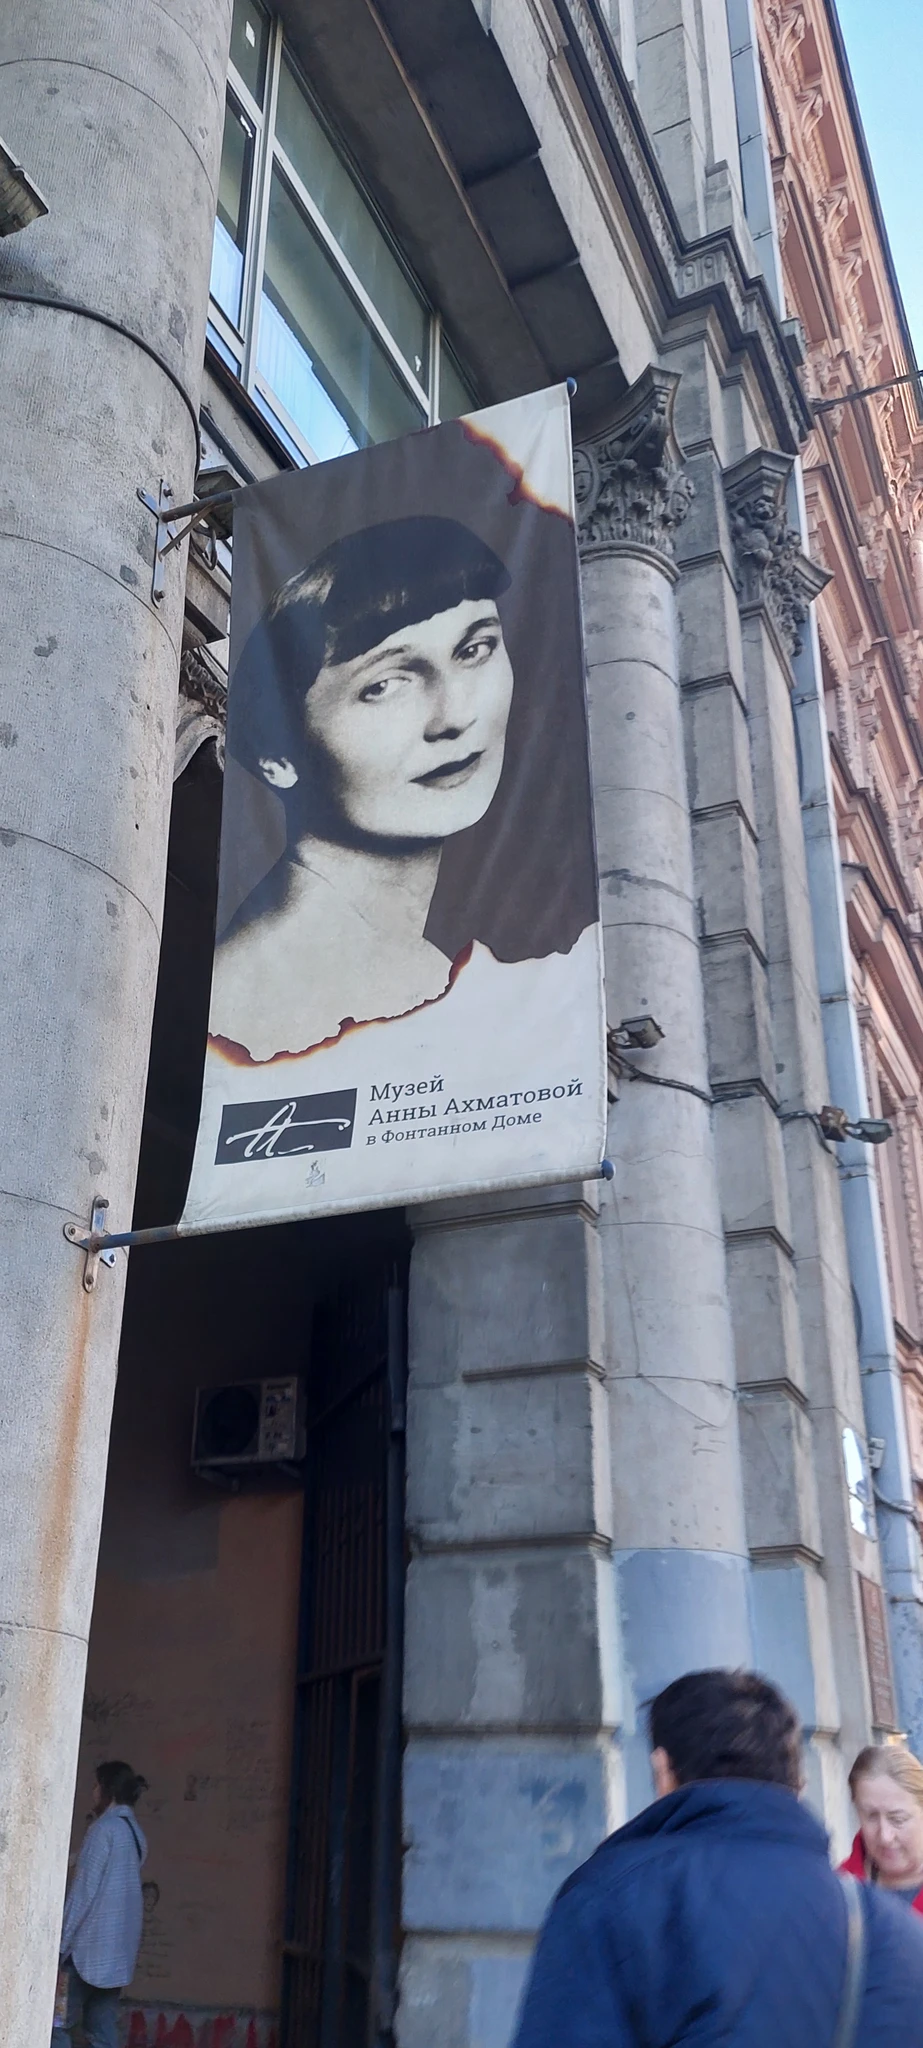 Музей
Анны Ахматовой
в Фонтанном Доме